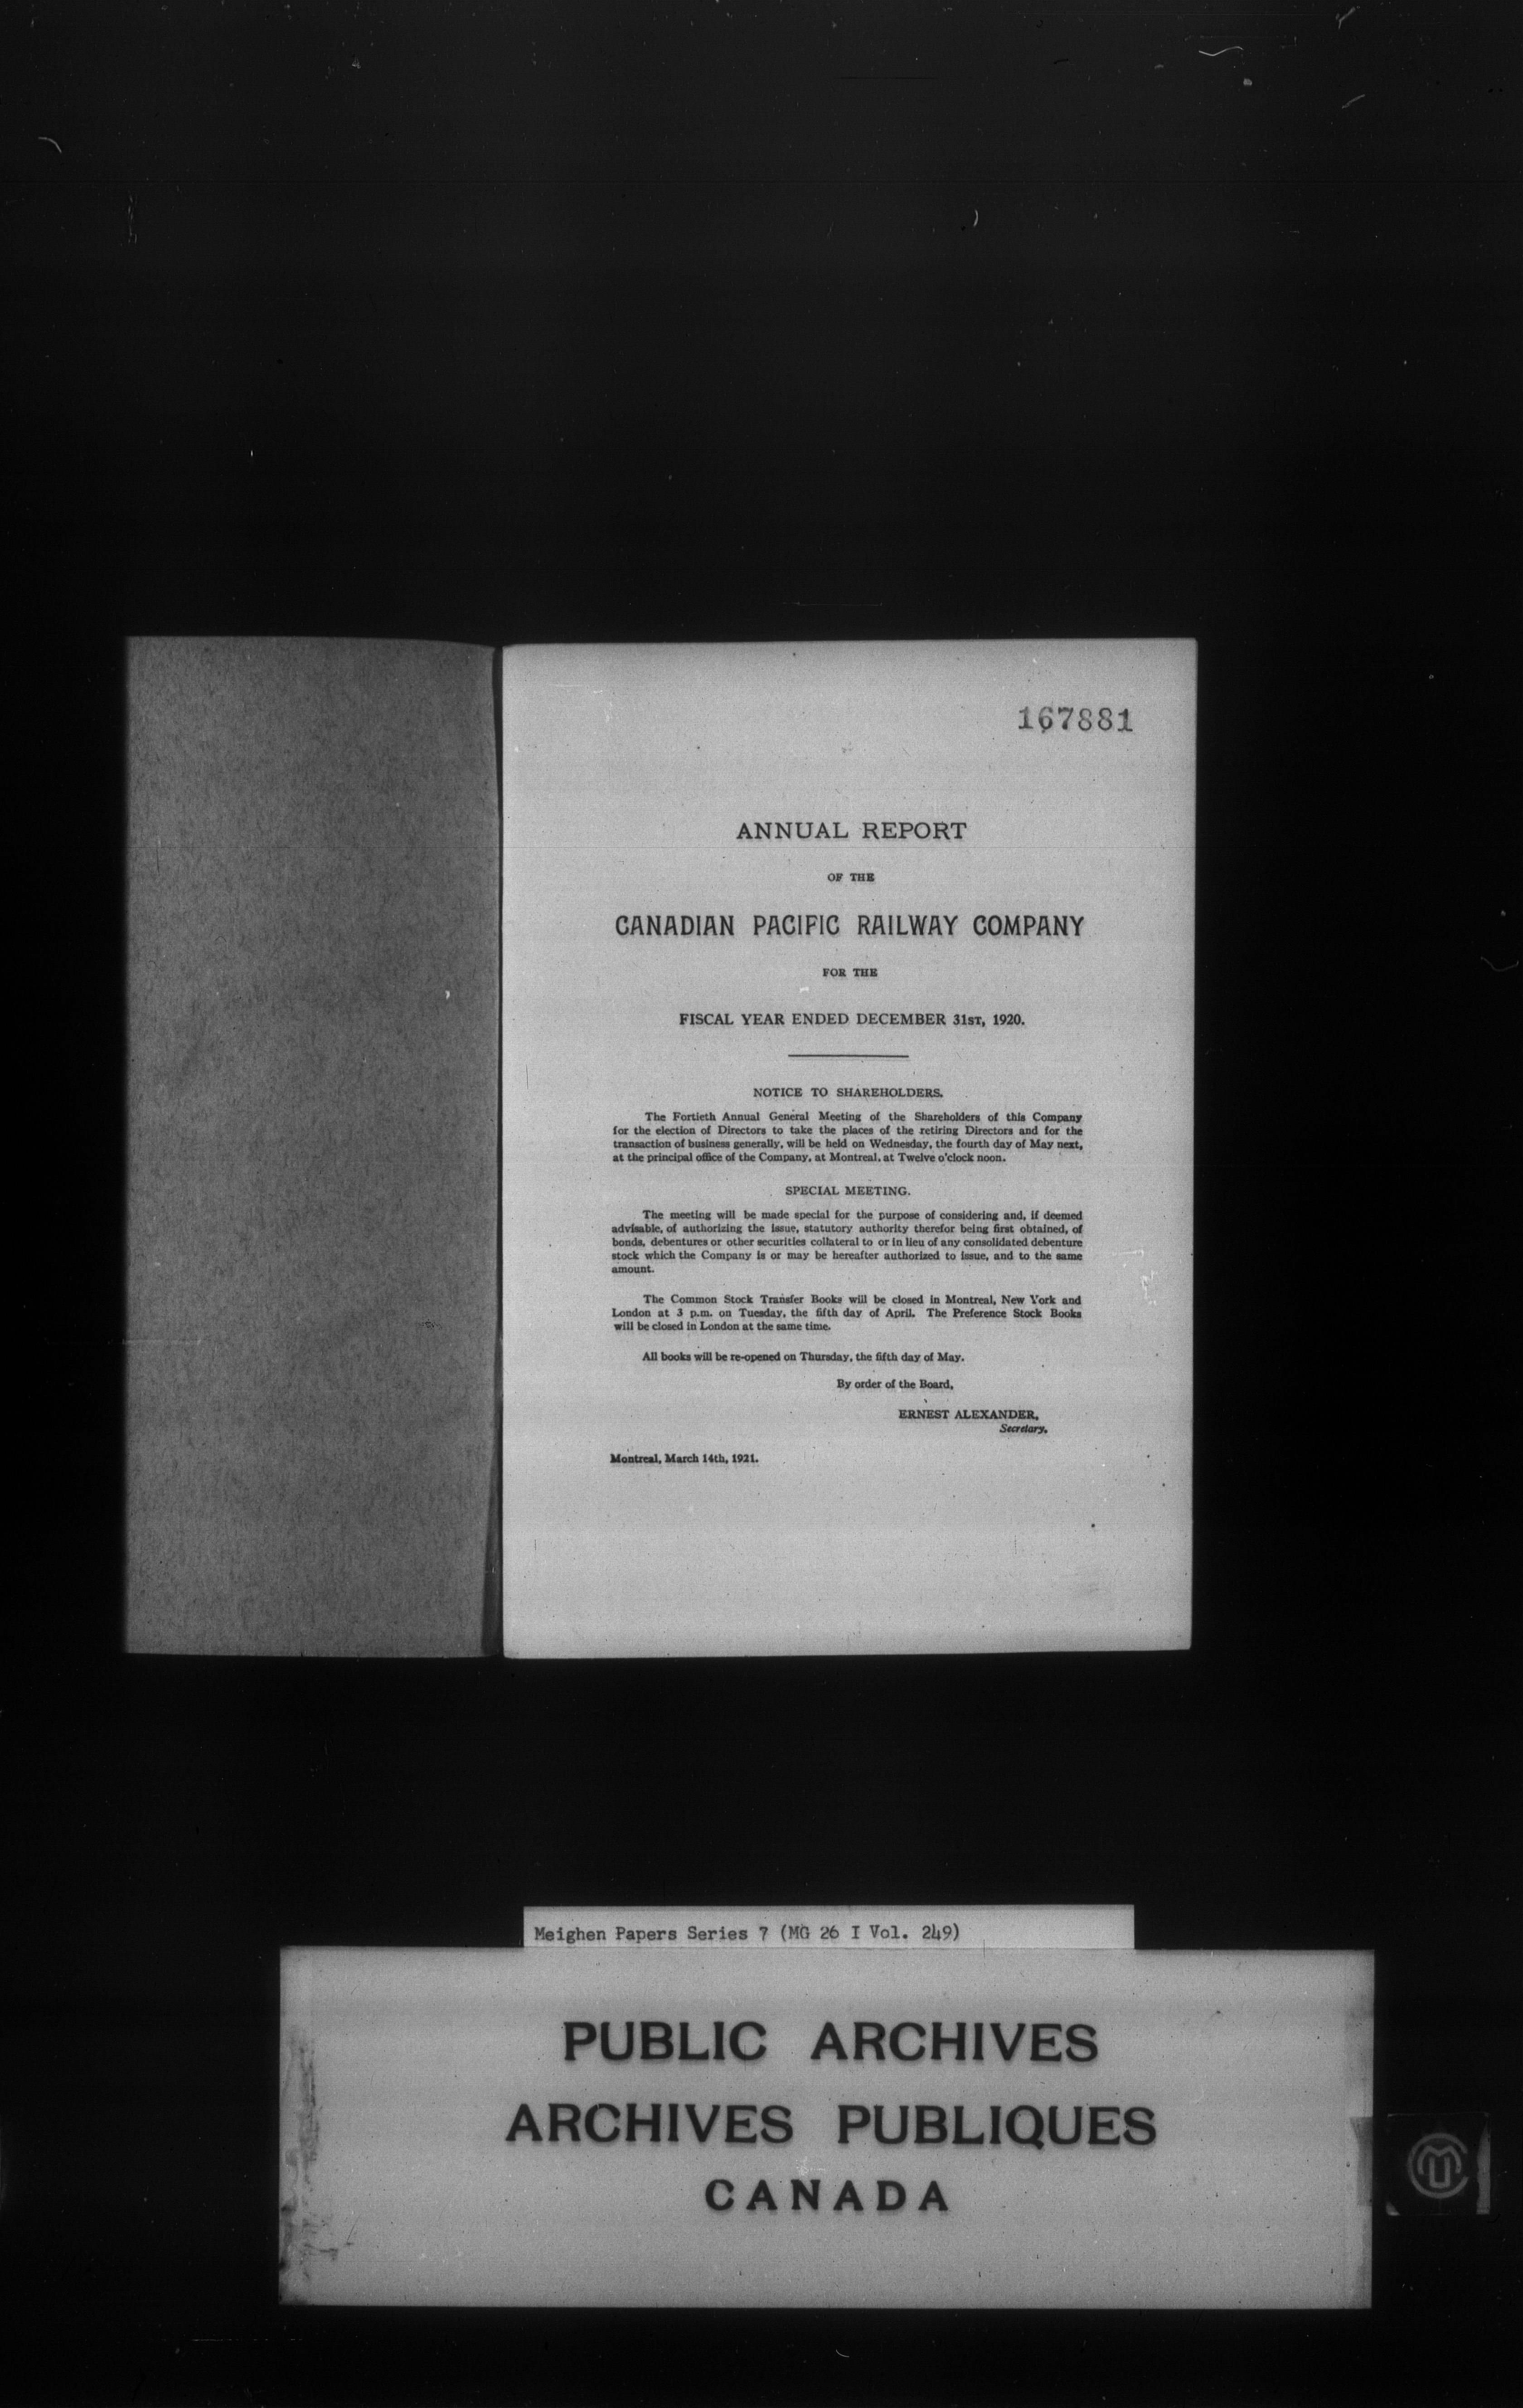 167881
ANNUAL REPORT
OF THE
CANADIAN PACIFIC RAILWAY COMPANY
FOR THE
FISCAL YEAR ENDED DECEMBER 31ST, 1920.
NOTICE TO SHAREHOLDERS.
The Fortieth Annual General Meeting of the Shareholders of this Company
for the election of Directors to take the places of the retiring Directors and for the
transaction of business generally, will be held on Wednesday, the fourth day of May next,
at the principal office of the Company, at Montreal, at Twelve o'clock noon.
SPECIAL MEETING.
The meeting will be made special for the purpose of considering and, if deemed
advisable, of authorizing the issue, statutory authority therefor being first obtained, of
bonds, debentures or other securities collateral to or in lieu of any consolidated debenture
stock which the Company is or may be hereafter authorized to issue, and to the same
amount.
The Common Stock Transfer Books will be closed in Montreal, New York and
London at 3 p.m. on Tuesday, the fifth day of April. The Preference Stock Books
will be closed in London at the same time.
All books will be re-opened on Thursday, the fifth day of May.
By order of the Board,
ERNEST ALEXANDER,
Secretary.
Montreal, March 14th, 1921.
Meighen Papers Series 7 (MG 26 I Vol. 249)
PUBLIC ARCHIVES
ARCHIVES PUBLIQUES
CANADA